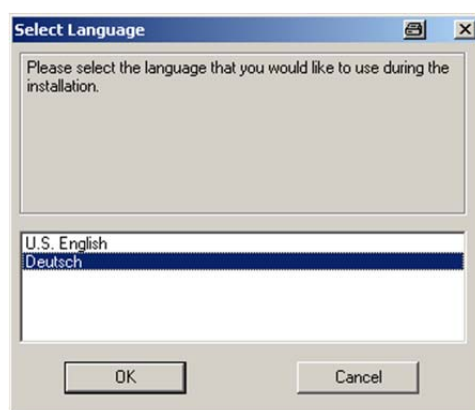 Select Language
Please select the language that you would like to use during the
installation.
U.S. English
Deutsch
OK
Cancel